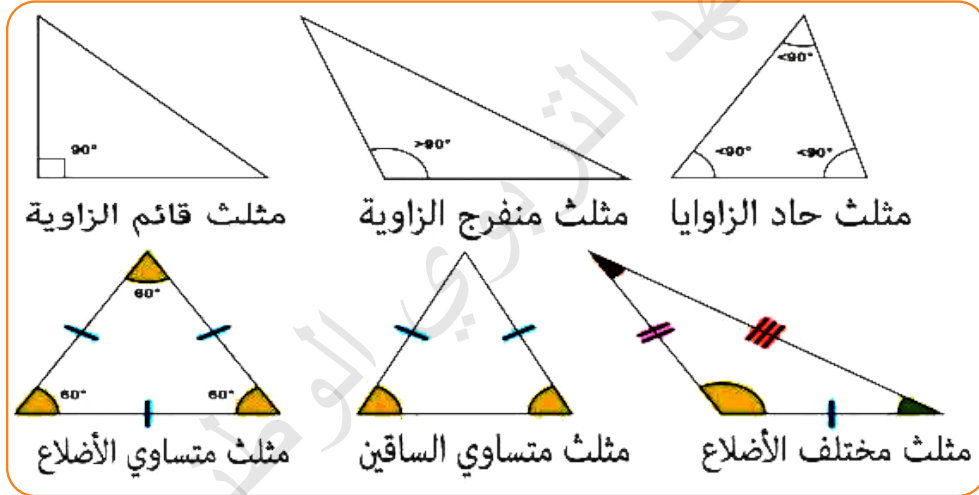 <90°
>90°
90°
<90°
<90°
مثلث حاد الزاوايا
مثلث منفرج الزاوية
مثلث قائم الزاوية
60°
60°
60°
مثلث مختلف الأضلاع
مثلث متساوي الساقين
مثلث متساوي الأضلاع